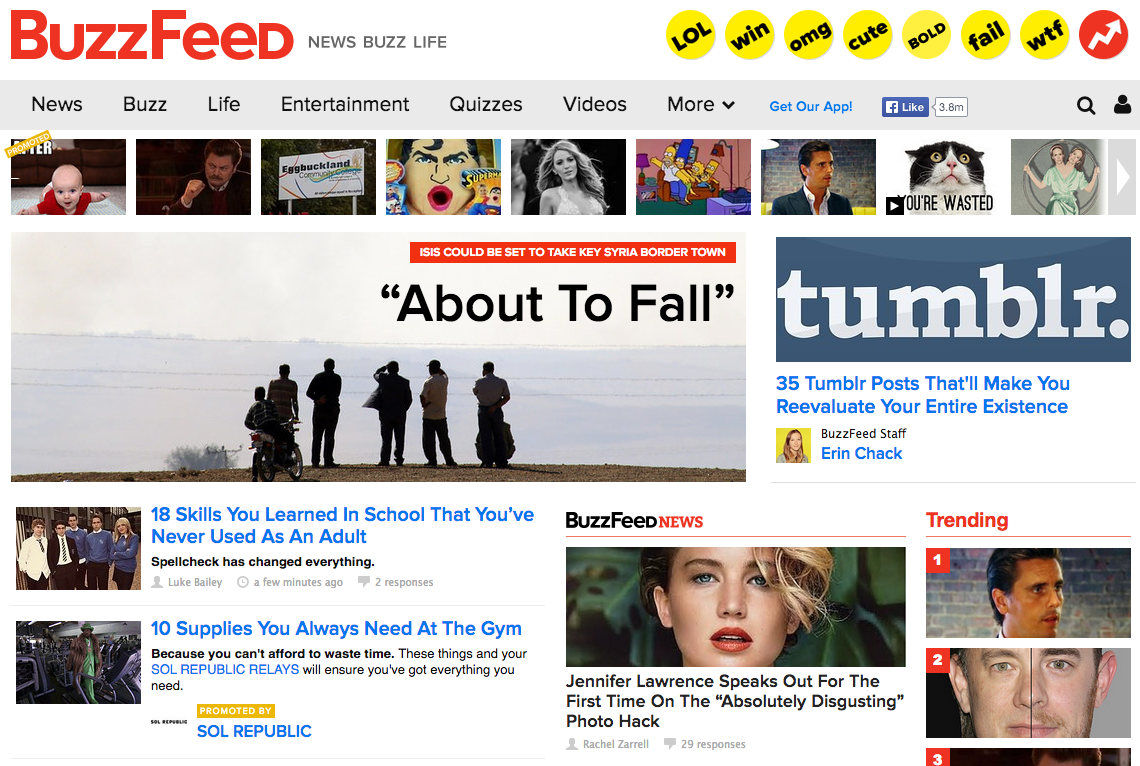 BuzzFeed
NEWS BUZZ LIFE
LOL
win
omg
cute
BOLD
fail
wtf
News
Buzz
Life
Entertainment
Quizzes
Videos
More
Get Our App!
Like
3.8m
PROMOTED
AFTER
Eggbuckland
Community College
SUPERMAN
YOU'RE WASTED
ISIS COULD BE SET TO TAKE KEY SYRIA BORDER TOWN
“About To Fall”
tumblr.
35 Tumblr Posts That'll Make You
Reevaluate Your Entire Existence
BuzzFeed Staff
Erin Chack
18 Skills You Learned In School That You’ve
Never Used As An Adult
Spellcheck has changed everything.
Luke Bailey
a few minutes ago
2 responses
10 Supplies You Always Need At The Gym
Because you can't afford to waste time. These things and your
SOL REPUBLIC RELAYS will ensure you've got everything you
need.
SOL REPUBLIC
PROMOTED BY
SOL REPUBLIC
BuzzFeed NEWS
Jennifer Lawrence Speaks Out For The
First Time On The “Absolutely Disgusting”
Photo Hack
Rachel Zarrell
29 responses
Trending
1
2
3